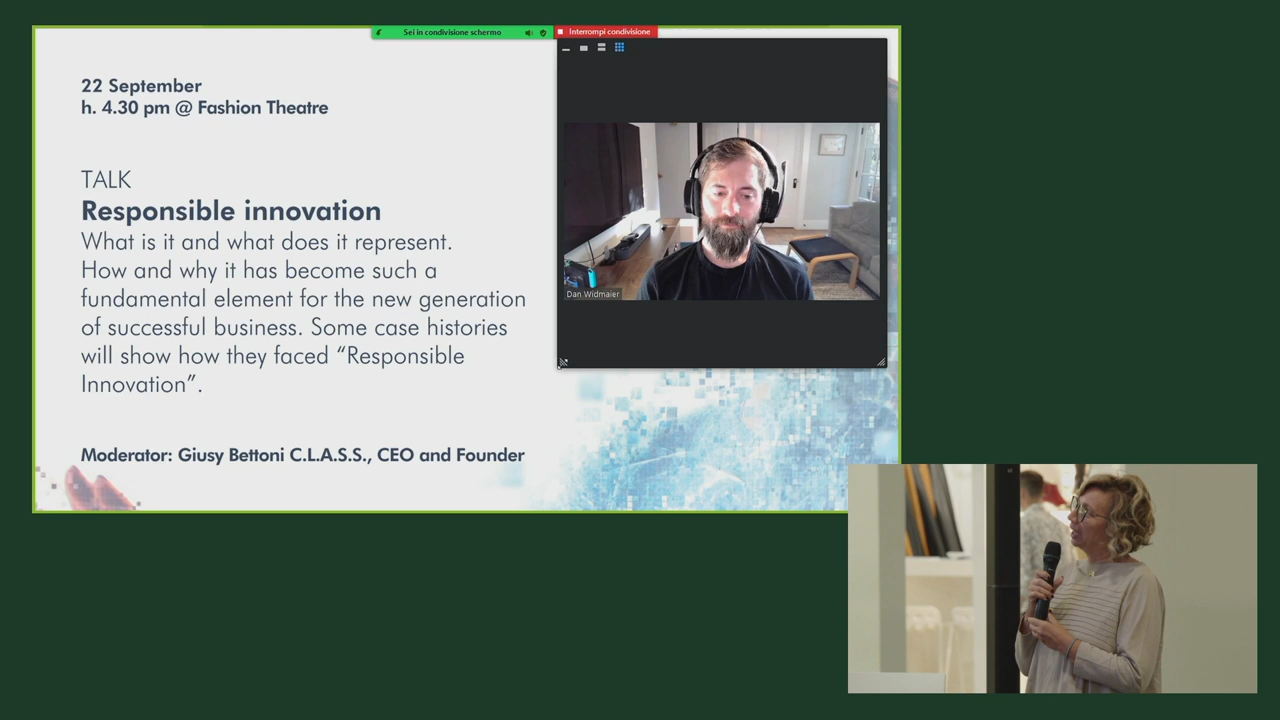 Sei in condivisione schermo
Interrompi condivisione
22 September
h. 4.30 pm @ Fashion Theatre
TALK
Responsible innovation
What is it and what does it represent.
How and why it has become such a
fundamental element for the new generation
of successful business. Some case histories
will show how they faced “Responsible
Innovation”.
Moderator: Giusy Bettoni C.L.A.S.S., CEO and Founder
Dan Widmaier